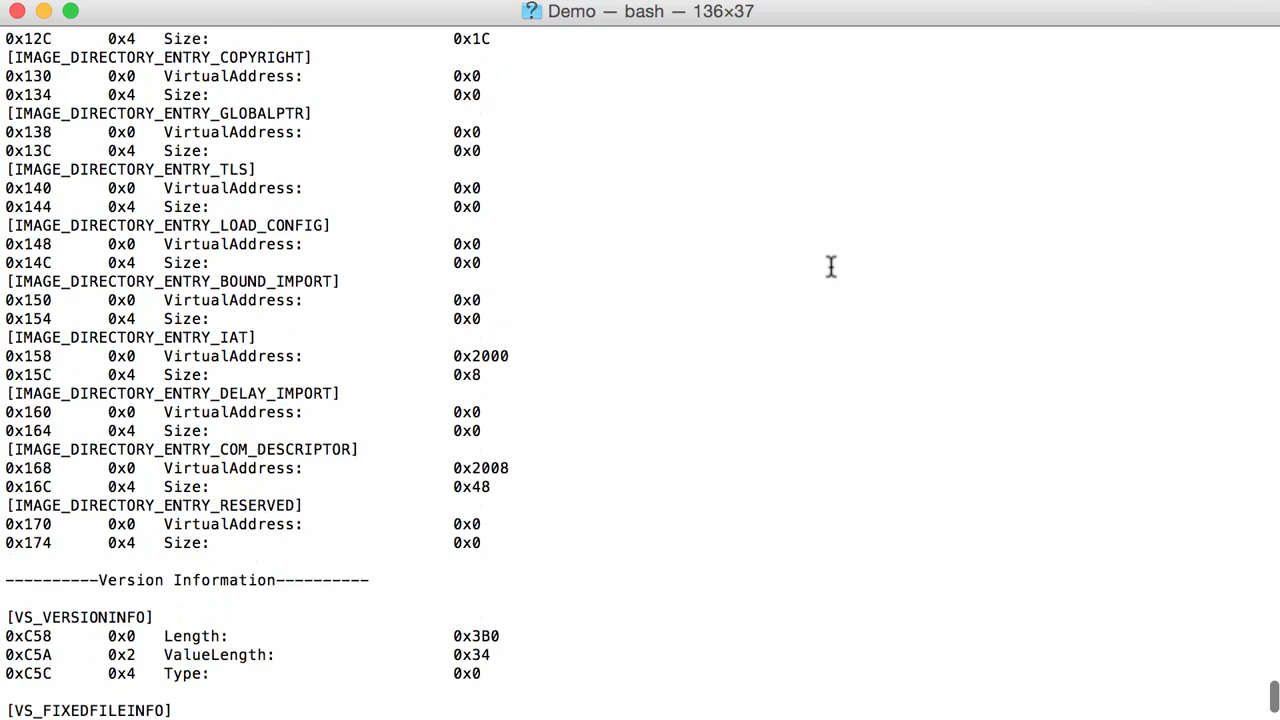 Demo — bash — 136×37
0x12C 0x4 Size: 0x1C
[IMAGE_DIRECTORY_ENTRY_COPYRIGHT]
0x130 0x0 VirtualAddress: 0x0
0x134 0x4 Size: 0x0
[IMAGE_DIRECTORY_ENTRY_GLOBALPTR]
0x138 0x0 VirtualAddress: 0x0
0x13C 0x4 Size: 0x0
[IMAGE_DIRECTORY_ENTRY_TLS]
0x140 0x0 VirtualAddress: 0x0
0x144 0x4 Size: 0x0
[IMAGE_DIRECTORY_ENTRY_LOAD_CONFIG]
0x148 0x0 VirtualAddress: 0x0
0x14C 0x4 Size: 0x0
[IMAGE_DIRECTORY_ENTRY_BOUND_IMPORT]
0x150 0x0 VirtualAddress: 0x0
0x154 0x4 Size: 0x0
[IMAGE_DIRECTORY_ENTRY_IAT]
0x158 0x0 VirtualAddress: 0x2000
0x15C 0x4 Size: 0x8
[IMAGE_DIRECTORY_ENTRY_DELAY_IMPORT]
0x160 0x0 VirtualAddress: 0x0
0x164 0x4 Size: 0x0
[IMAGE_DIRECTORY_ENTRY_COM_DESCRIPTOR]
0x168 0x0 VirtualAddress: 0x2008
0x16C 0x4 Size: 0x48
[IMAGE_DIRECTORY_ENTRY_RESERVED]
0x170 0x0 VirtualAddress: 0x0
0x174 0x4 Size: 0x0
----------Version Information----------
[VS_VERSIONINFO]
0xC58 0x0 Length: 0x3B0
0xC5A 0x2 ValueLength: 0x34
0xC5C 0x4 Type: 0x0
[VS_FIXEDFILEINFO]